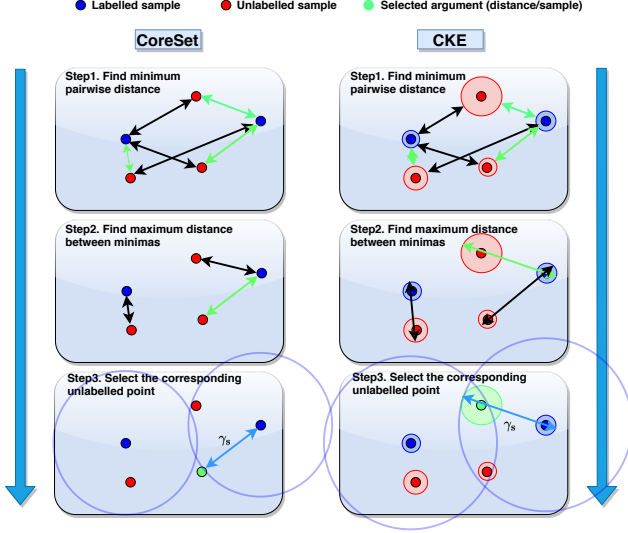 Labelled sample
Unlabelled sample
Selected argument (distance/sample)
CoreSet
CKE
Step1. Find minimum
pairwise distance
Step1. Find minimum
pairwise distance
Step2. Find maximum distance
between minimas
Step2. Find maximum distance
between minimas
Step3. Select the corresponding
unlabelled point
γs
Step3. Select the corresponding
unlabelled point
γs